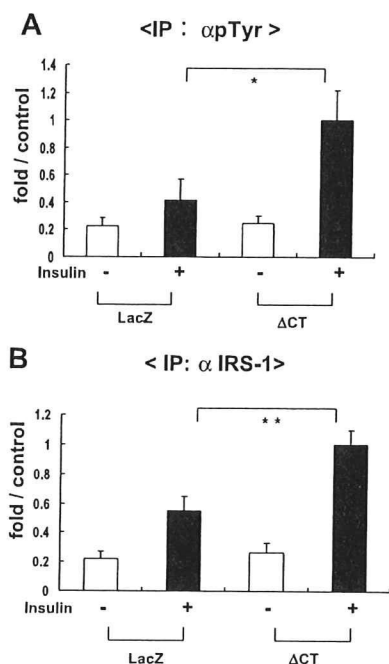 A
<IP : αpTyr >
fold / control
1.4
1.2
1
0.8
0.6
0.4
0.2
0
*
Insulin - + - +
LacZ ΔCT
B
< IP: α IRS-1>
fold / control
1.2
1
0.8
0.6
0.4
0.2
0
* *
Insulin - + - +
LacZ ΔCT